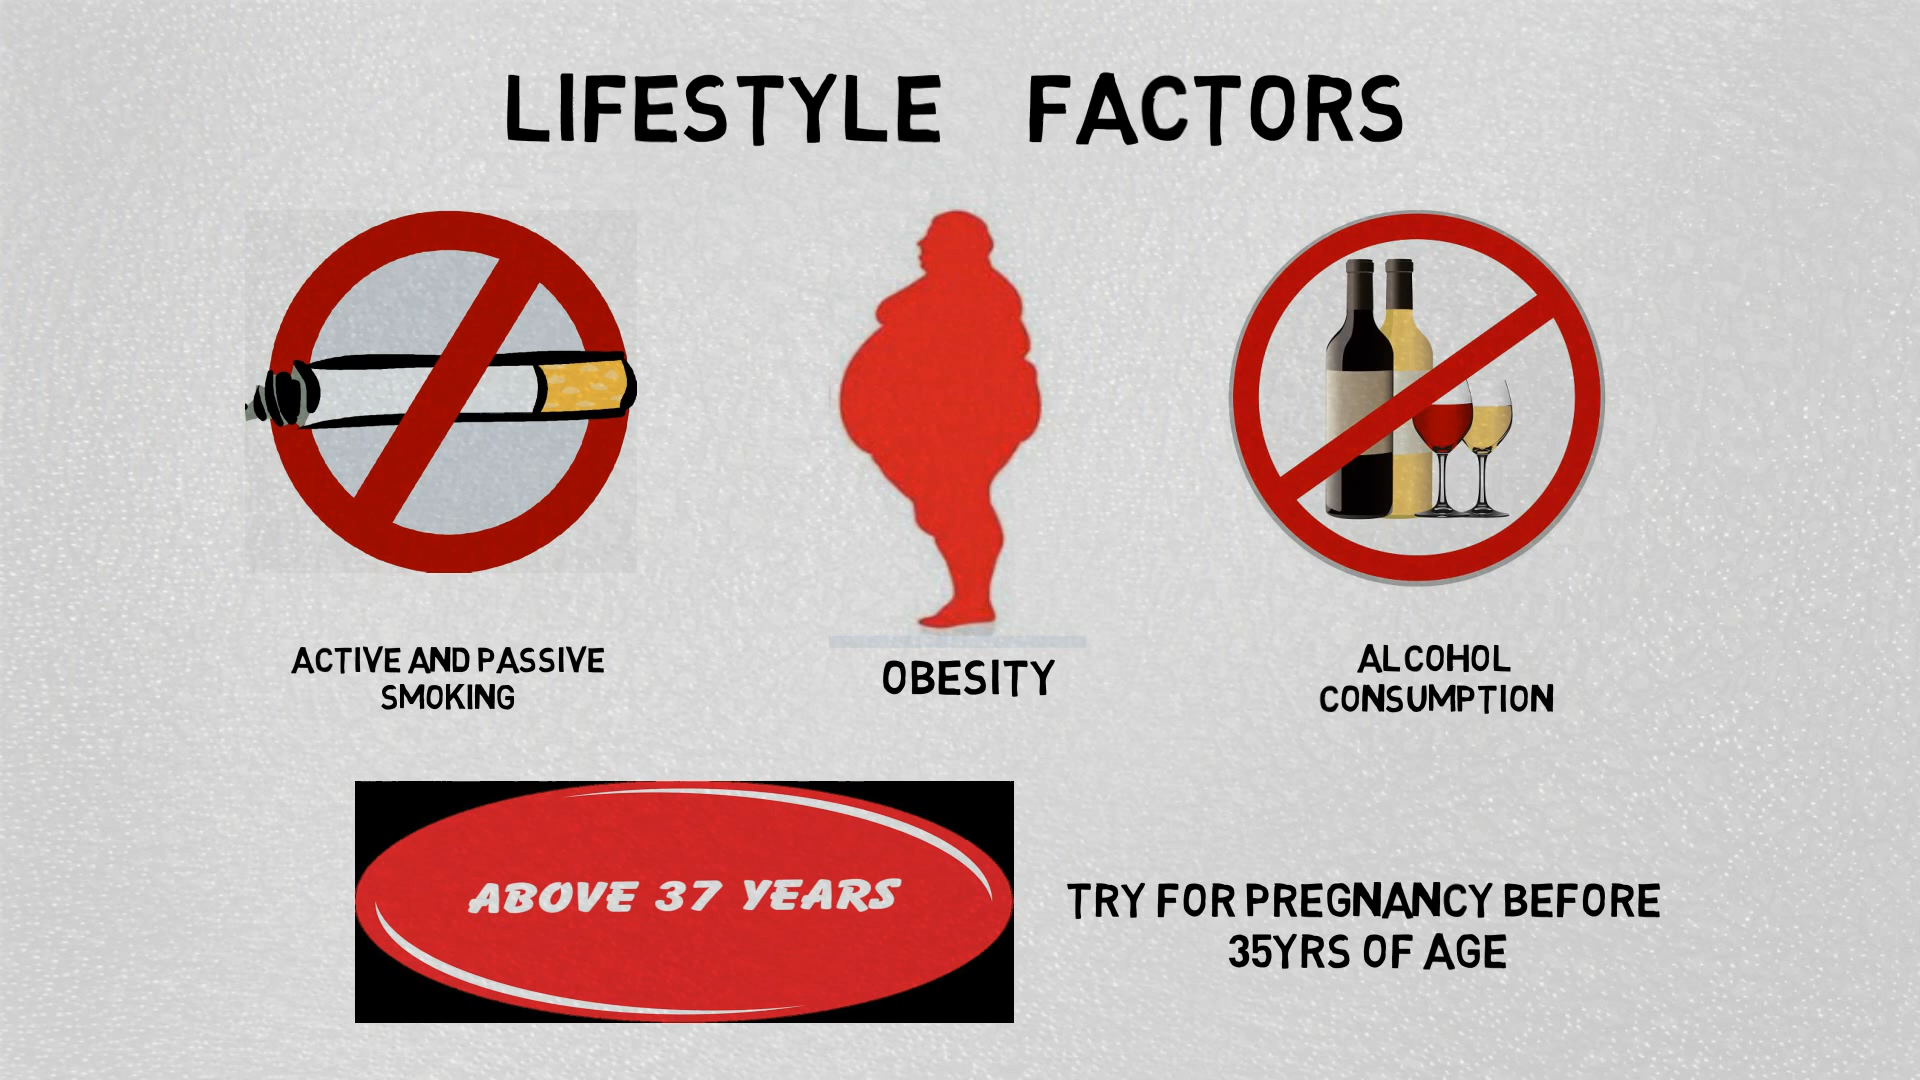 LIFESTYLE FACTORS
ACTIVE AND PASSIVE
SMOKING
OBESITY
ALCOHOL
CONSUMPTION
ABOVE 37 YEARS
TRY FOR PREGNANCY BEFORE
35YRS OF AGE